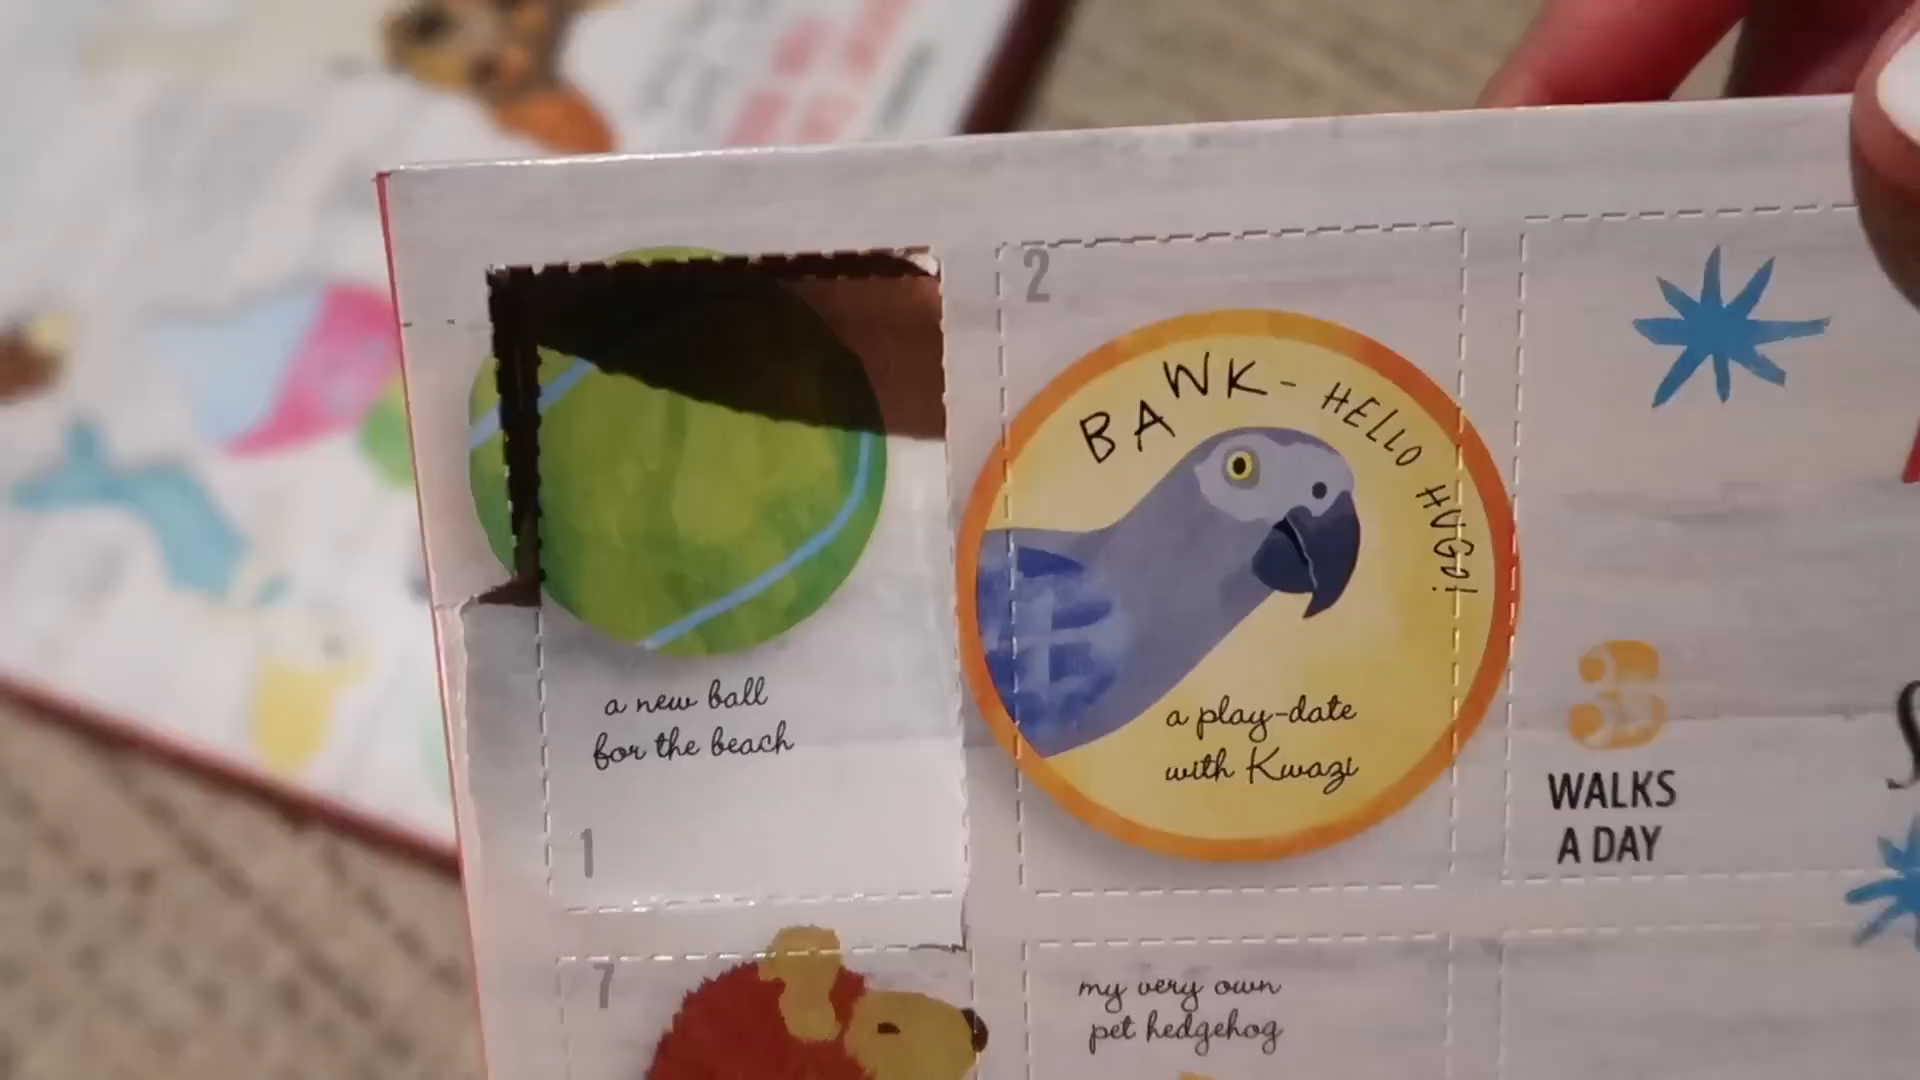 2
BAWK-HELLO HUGO!
a play-date
with Kwazi
a new ball
for the beach
1
3
WALKS
A DAY
7
my very own
pet hedgehog